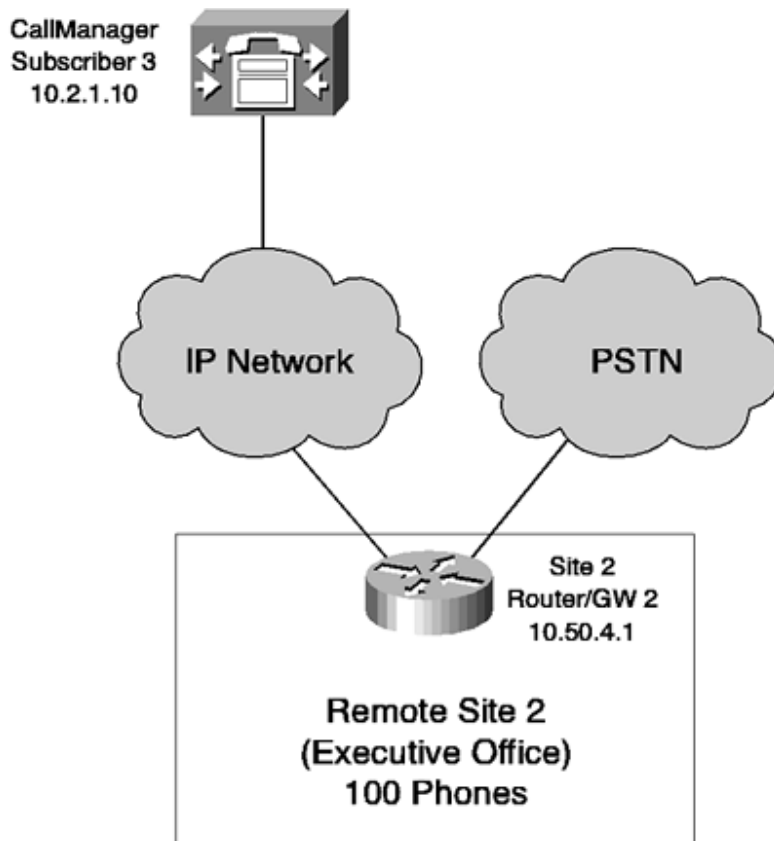 CallManager
Subscriber 3
10.2.1.10
IP Network
PSTN
Site 2
Router/GW 2
10.50.4.1
Remote Site 2
(Executive Office)
100 Phones